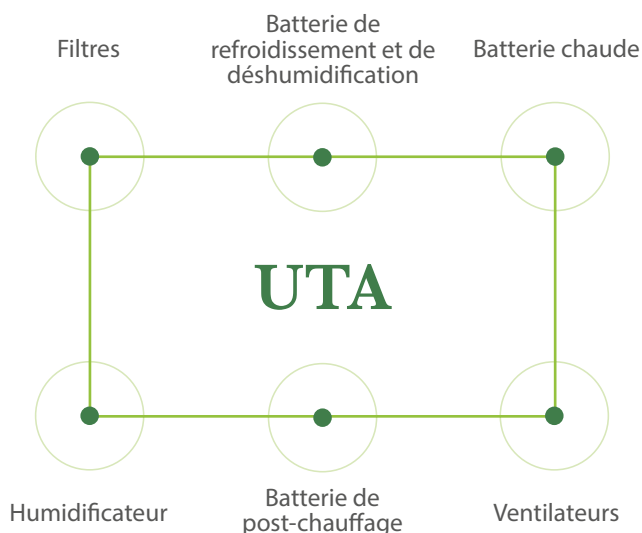 Filtres
Batterie de
refroidissement et de
déshumidification
Batterie chaude
UTA
Humidificateur
Batterie de
post-chauffage
Ventilateurs